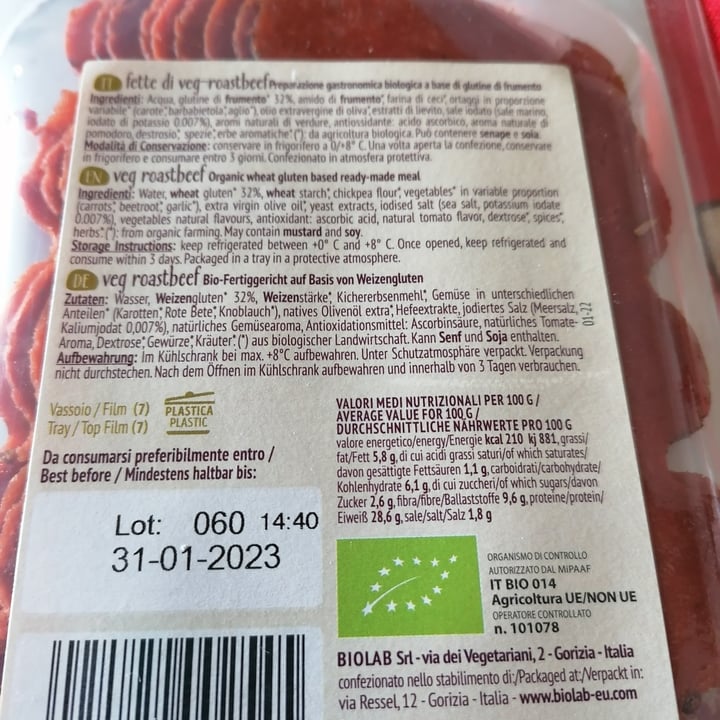 IT fette di veg-roastbeef Preparazione gastronomica biologica a base di glutine di frumento
Ingredienti: Acqua, glutine di frumento* 32%, amido di frumento*, farina di ceci*, ortaggi in proporzione
variabile* (carote*, barbabietola*, aglio*), olio extravergine di oliva*, estratti di lievito, sale iodato (sale marino,
iodato di potassio 0.007%), aromi naturali di verdure, antiossidante: acido ascorbico, aroma naturale di
pomodoro, destrosio*, spezie*, erbe aromatiche*. (*): da agricoltura biologica. Può contenere senape e soia.
Modalità di Conservazione: conservare in frigorifero a 0/+8° C. Una volta aperta la confezione, conservare
in frigorifero e consumare entro 3 giorni. Confezionato in atmosfera protettiva.
EN veg roastbeef Organic wheat gluten based ready-made meal
Ingredienti: Water, wheat gluten* 32%, wheat starch*, chickpea flour*, vegetables* in variable proportion
(carrots*, beetroot*, garlic*), extra virgin olive oil*, yeast extracts, iodised salt (sea salt, potassium iodate
0.007%), vegetables natural flavours, antioxidant: ascorbic acid, natural tomato flavor, dextrose*, spices*,
herbs*. (*): from organic farming. May contain mustard and soy.
Storage Instructions: keep refrigerated between +0° C and +8° C. Once opened, keep refrigerated and
consume within 3 days. Packaged in a tray in a protective atmosphere.
DE veg roastbeef Bio-Fertiggericht auf Basis von Weizengluten
Zutaten: Wasser, Weizengluten* 32%, Weizenstärke*, Kichererbsenmehl*, Gemüse in unterschiedlichen
Anteilen* (Karotten*, Rote Bete*, Knoblauch*), natives Olivenöl extra*, Hefeextrakte, jodiertes Salz (Meersalz,
Kaliumjodat 0,007%), natürliches Gemüsearoma, Antioxidationsmittel: Ascorbinsäure, natürliches Tomate-
Aroma, Dextrose*, Gewürze*, Kräuter*. (*) aus biologischer Landwirtschaft. Kann Senf und Soja enthalten.
Aufbewahrung: Im Kühlschrank bei max. +8°C aufbewahren. Unter Schutzatmosphäre verpackt. Verpackung
nicht durchstechen. Nach dem Öffnen im Kühlschrank aufbewahren und innerhalb von 3 Tagen verbrauchen.
01-22
Vassoio / Film (7)
Tray / Top Film (7)
PLASTICA
PLASTIC
Da consumarsi preferibilmente entro /
Best before / Mindestens haltbar bis:
Lot: 060 14:40
31-01-2023
VALORI MEDI NUTRIZIONALI PER 100 G /
AVERAGE VALUE FOR 100 G /
DURCHSCHNITTLICHE NÄHRWERTE PRO 100 G
valore energetico/energy/Energie kcal 210 kj 881, grassi/
fat/Fett 5,8 g, di cui acidi grassi saturi/of which saturates/
davon gesättigte Fettsäuren 1,1 g, carboidrati/carbohydrate/
Kohlenhydrate 6,1 g, di cui zuccheri/of which sugars/davon
Zucker 2,6 g, fibra/fibre/Ballaststoffe 9,6 g, proteine/protein/
Eiweiß 28,6 g, sale/salt/Salz 1,8 g
ORGANISMO DI CONTROLLO
AUTORIZZATO DAL MIPAAF
IT BIO 014
Agricoltura UE/NON UE
OPERATORE CONTROLLATO
n. 101078
BIOLAB Srl - via dei Vegetariani, 2 - Gorizia - Italia
confezionato nello stabilimento di:/Packaged at:/Verpackt in:
via Ressel, 12 - Gorizia - Italia - www.biolab-eu.com